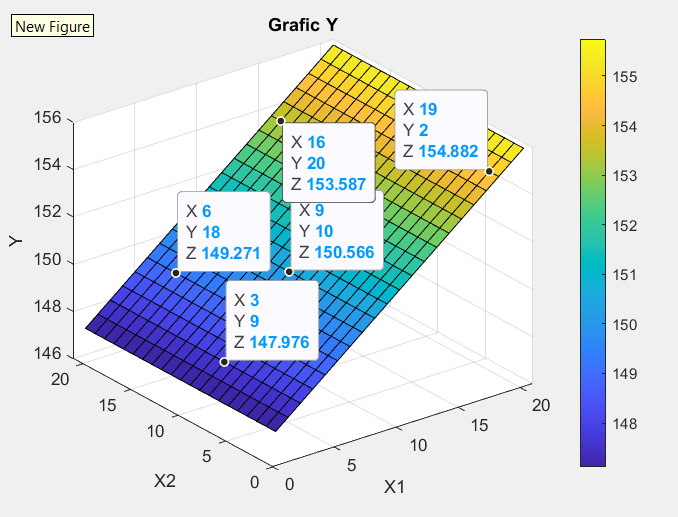 New Figure
Grafic Y
X 19
Y 2
Z 154.882
X 16
Y 20
Z 153.587
X 6
Y 18
Z 149.271
X 9
Y 10
Z 150.566
X 3
Y 9
Z 147.976
156
154
152
150
148
146
Y
20
15
10
5
0
X2
0
5
10
15
20
X1
155
154
153
152
151
150
149
148